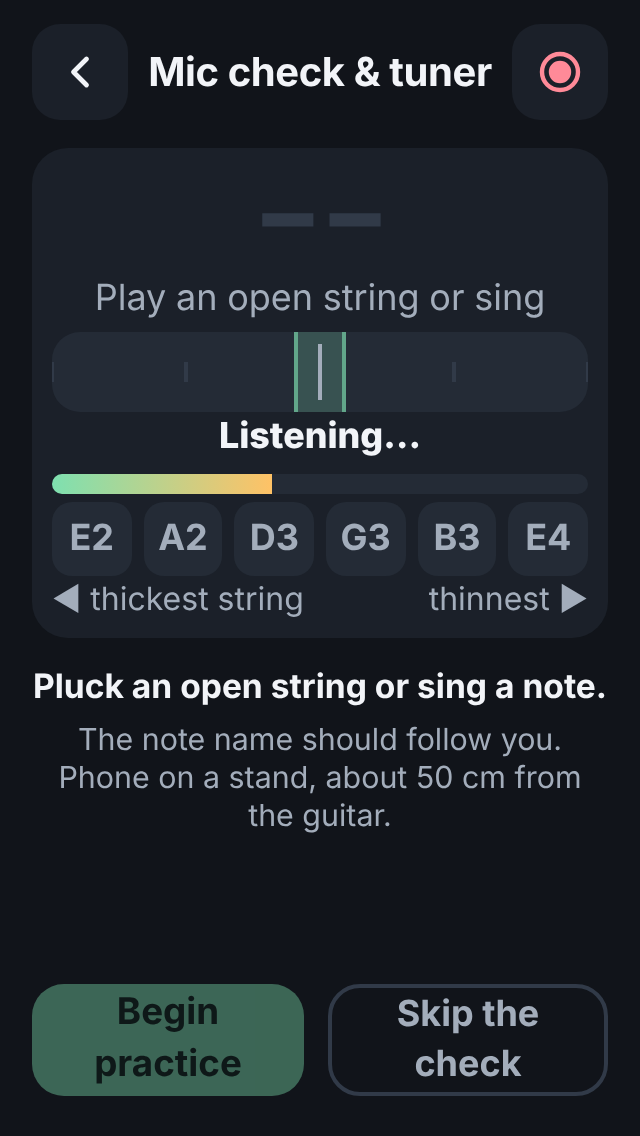 Mic check & tuner
– –
Play an open string or sing
Listening...
E2 A2 D3 G3 B3 E4
◀ thickest string thinnest ▶
Pluck an open string or sing a note.
The note name should follow you.
Phone on a stand, about 50 cm from
the guitar.
Begin
practice
Skip the
check